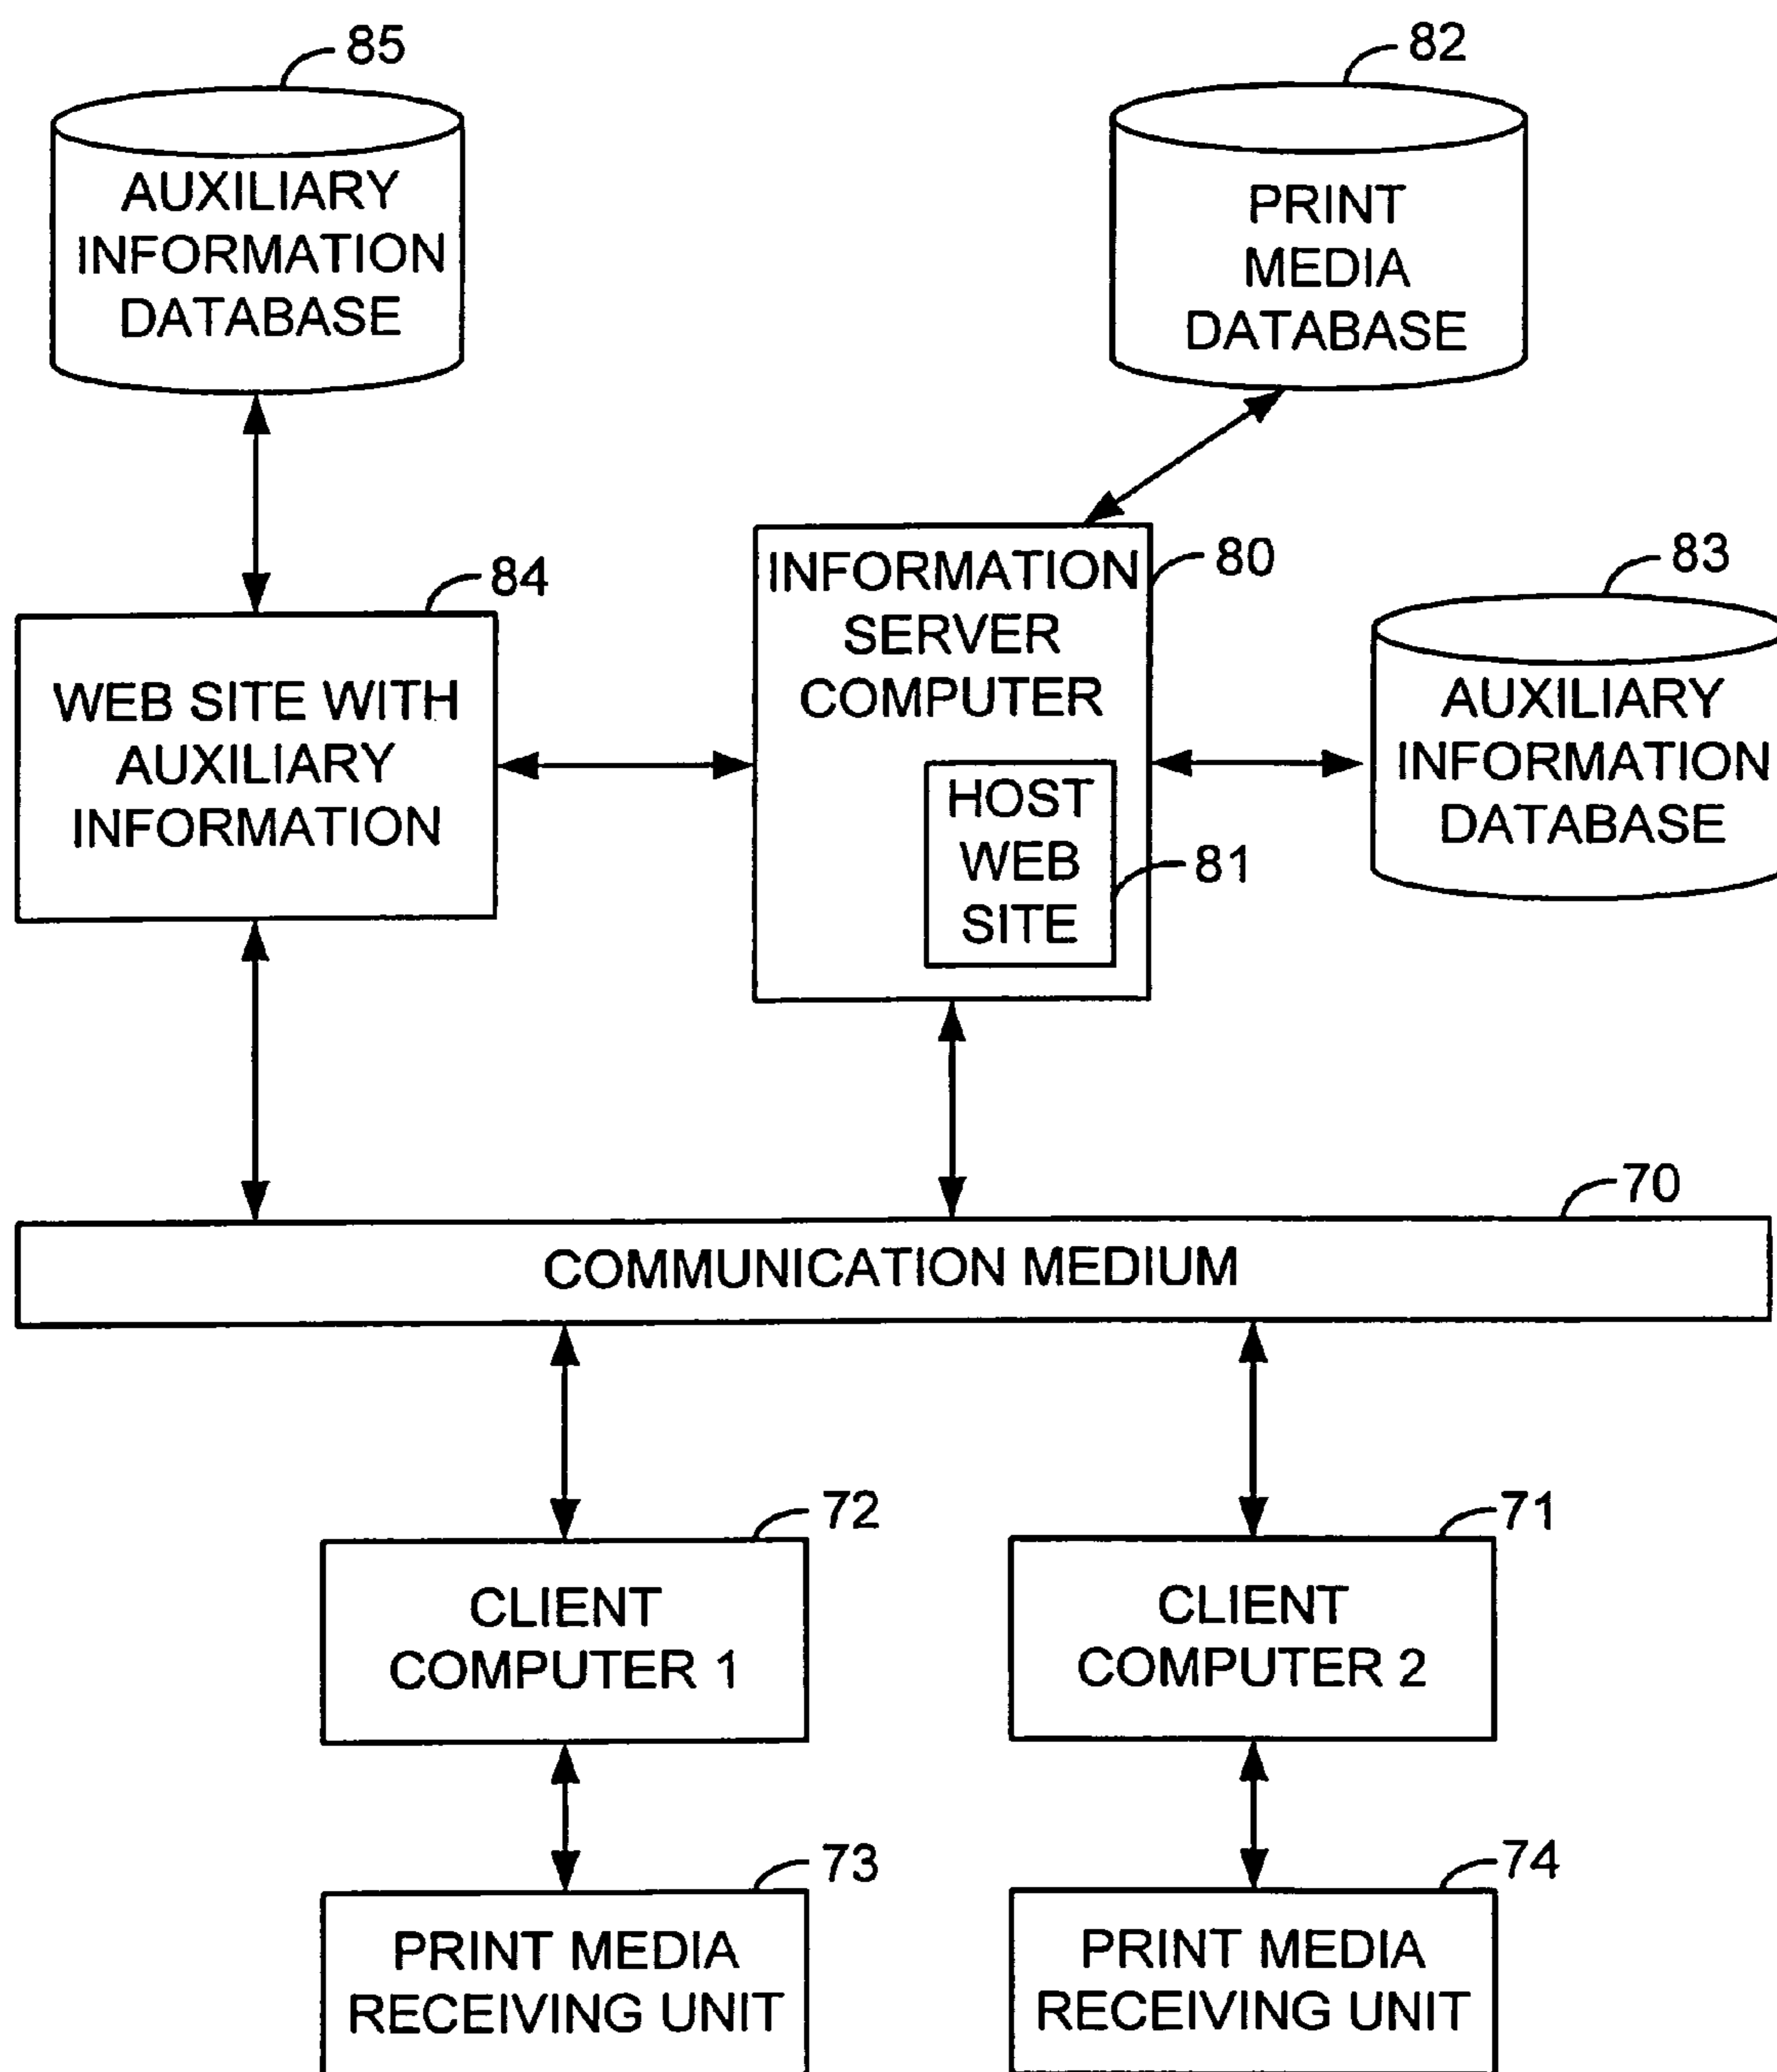 85
AUXILIARY
INFORMATION
DATABASE
82
PRINT
MEDIA
DATABASE
84
WEB SITE WITH
AUXILIARY
INFORMATION
80
INFORMATION
SERVER
COMPUTER
HOST
WEB
SITE
81
83
AUXILIARY
INFORMATION
DATABASE
70
COMMUNICATION MEDIUM
72
CLIENT
COMPUTER 1
71
CLIENT
COMPUTER 2
73
PRINT MEDIA
RECEIVING UNIT
74
PRINT MEDIA
RECEIVING UNIT